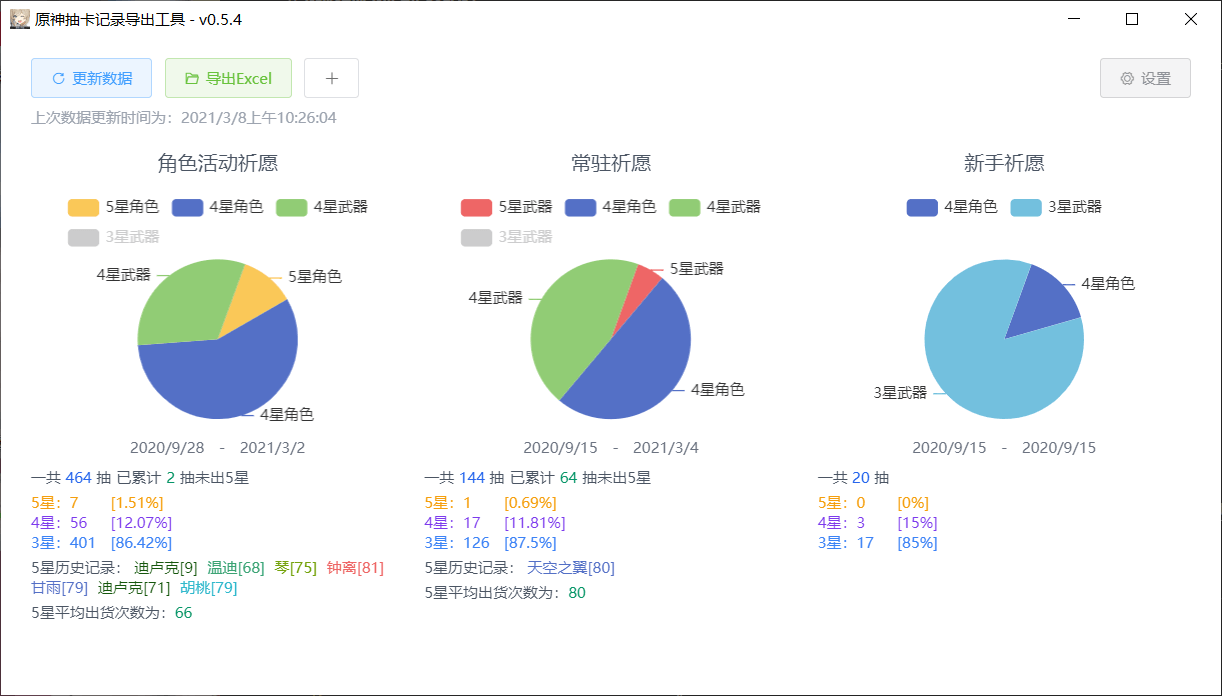 原神抽卡记录导出工具 - v0.5.4
更新数据 导出Excel 设置
上次数据更新时间为：2021/3/8上午10:26:04
角色活动祈愿
5星角色 4星角色 4星武器
3星武器
4星武器 5星角色
4星角色
2020/9/28 - 2021/3/2
一共 464 抽 已累计 2 抽未出5星
5星：7 [1.51%]
4星：56 [12.07%]
3星：401 [86.42%]
5星历史记录： 迪卢克[9] 温迪[68] 琴[75] 钟离[81]
甘雨[79] 迪卢克[71] 胡桃[79]
5星平均出货次数为：66
常驻祈愿
5星武器 4星角色 4星武器
3星武器
5星武器
4星武器
4星角色
2020/9/15 - 2021/3/4
一共 144 抽 已累计 64 抽未出5星
5星：1 [0.69%]
4星：17 [11.81%]
3星：126 [87.5%]
5星历史记录： 天空之翼[80]
5星平均出货次数为：80
新手祈愿
4星角色 3星武器
4星角色
3星武器
2020/9/15 - 2020/9/15
一共 20 抽
5星：0 [0%]
4星：3 [15%]
3星：17 [85%]